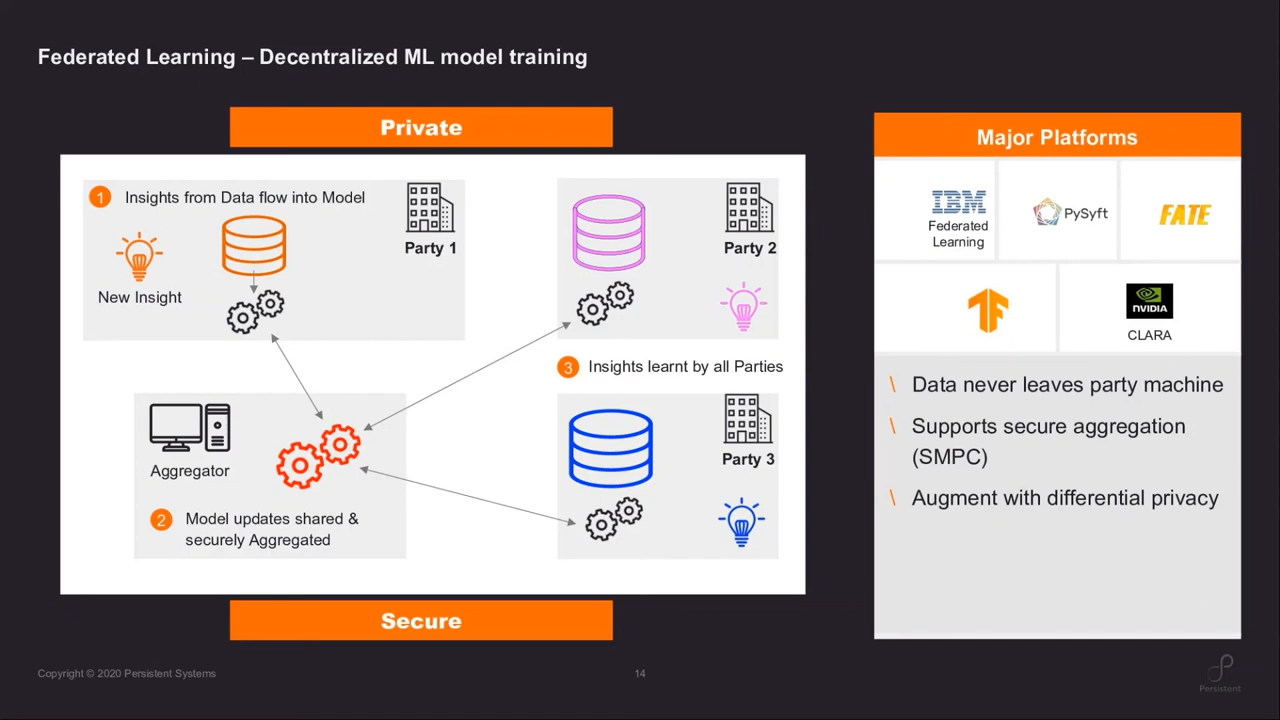 Federated Learning – Decentralized ML model training
Private
1 Insights from Data flow into Model
Party 1
New Insight
Party 2
3 Insights learnt by all Parties
Aggregator
2 Model updates shared &
securely Aggregated
Party 3
Secure
Major Platforms
IBM
Federated
Learning
PySyft
FATE
NVIDIA
CLARA
\ Data never leaves party machine
\ Supports secure aggregation
(SMPC)
\ Augment with differential privacy
Copyright © 2020 Persistent Systems
14
Persistent